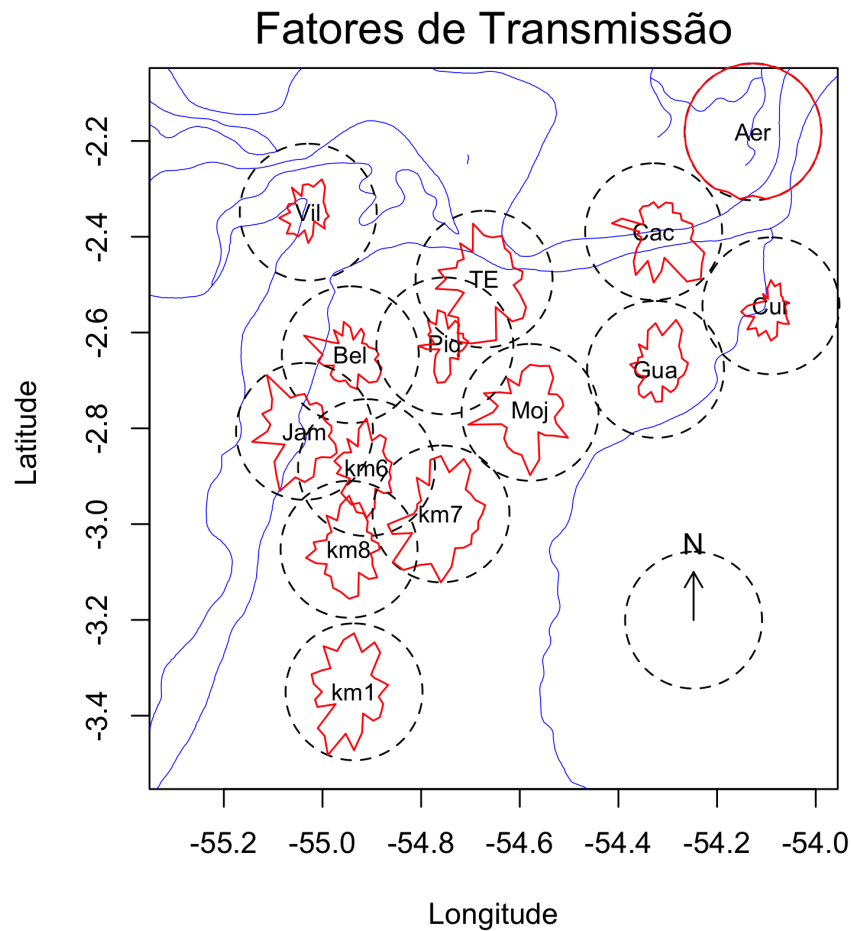 Fatores de Transmissão
Latitude
-2.2
-2.4
-2.6
-2.8
-3.0
-3.2
-3.4
Aer
Vil
Cac
TE
Cur
Pid
Bel
Gua
Moj
Jam
km6
km7
km8
N
km1
-55.2 -55.0 -54.8 -54.6 -54.4 -54.2 -54.0
Longitude